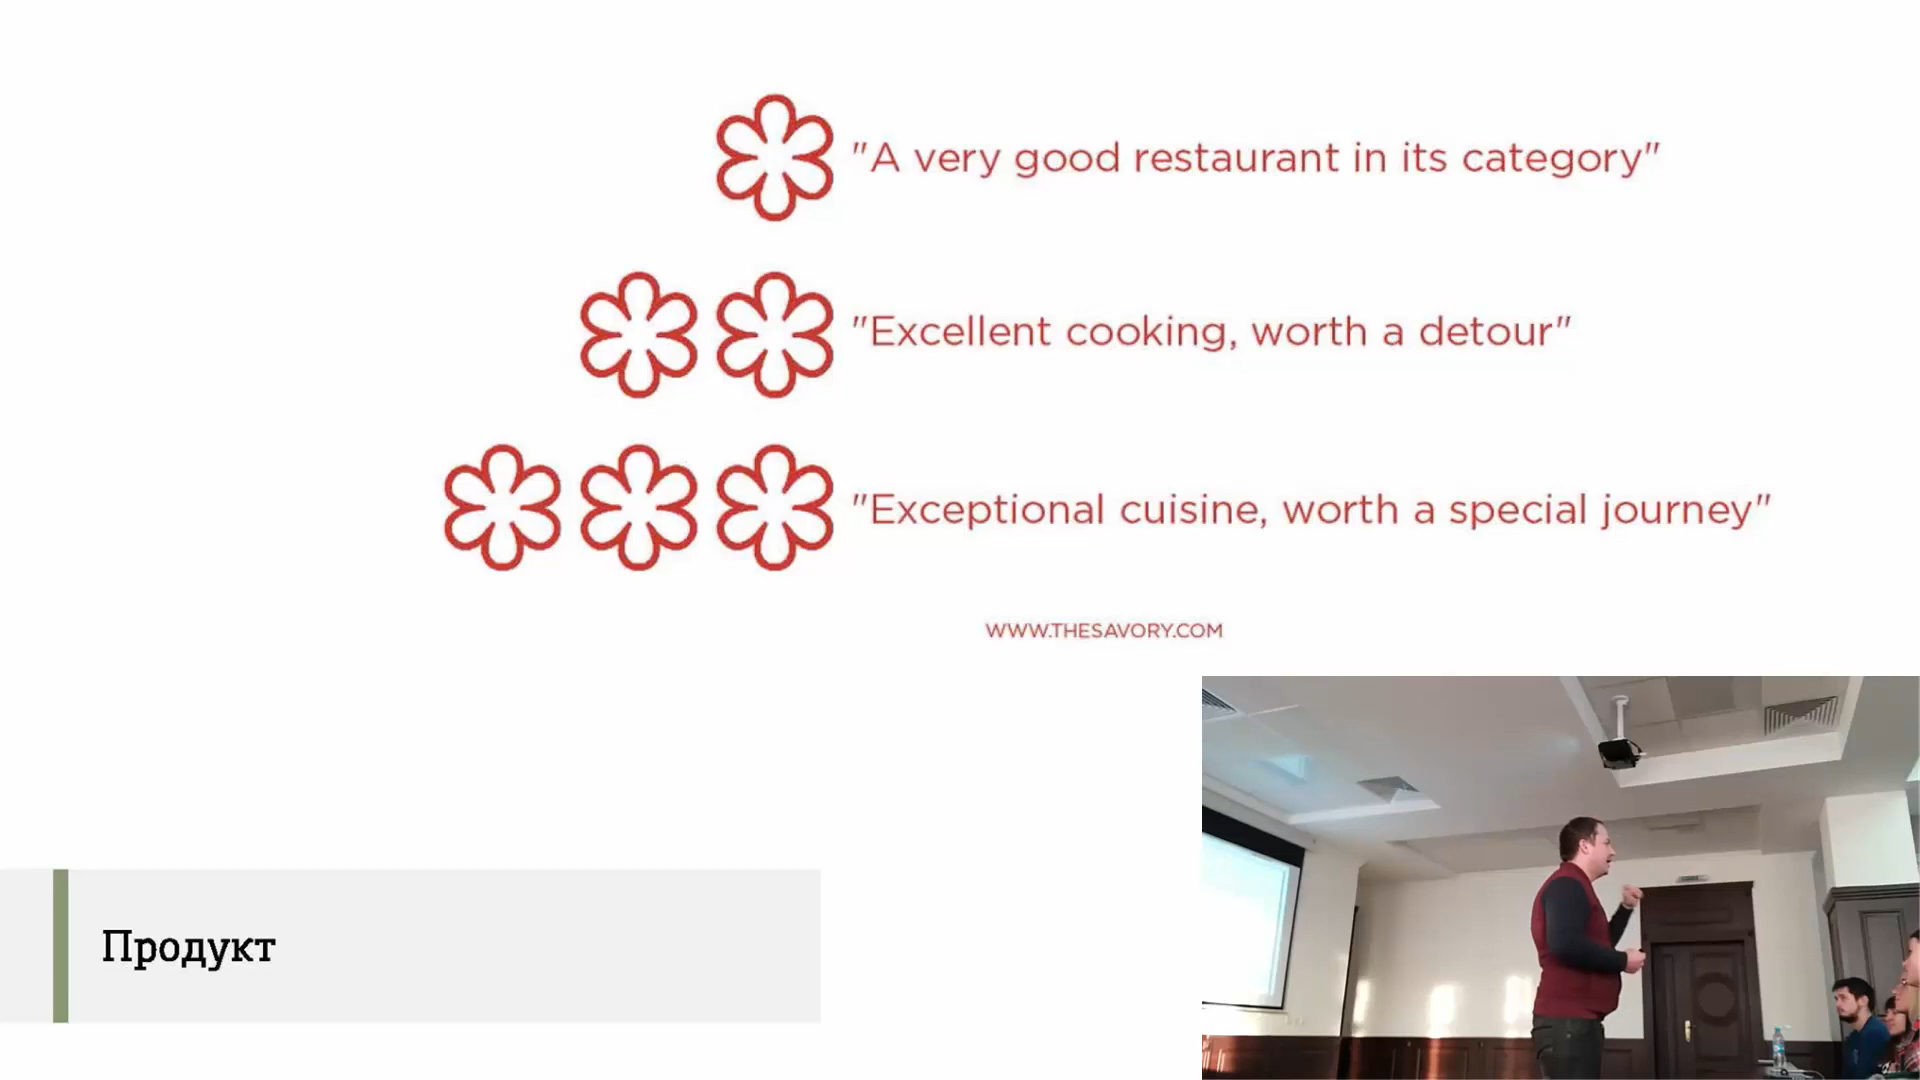 "A very good restaurant in its category"
"Excellent cooking, worth a detour"
"Exceptional cuisine, worth a special journey"
WWW.THESAVORY.COM
Продукт